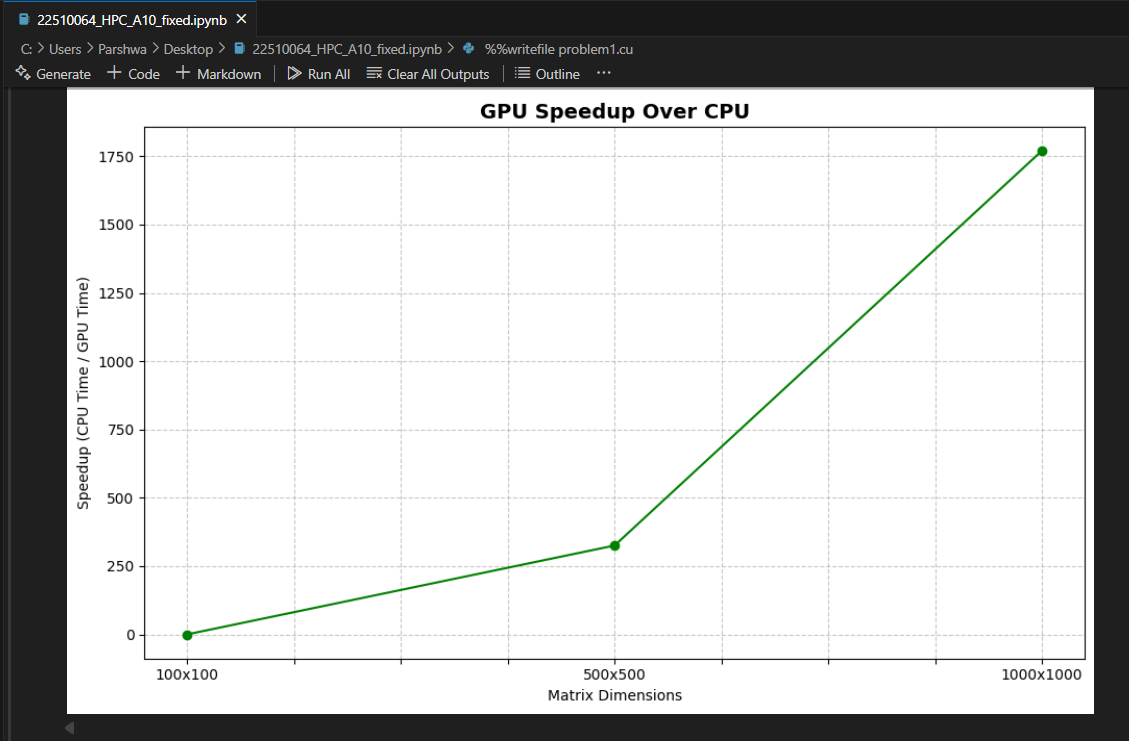 22510064_HPC_A10_fixed.ipynb
C: > Users > Parshwa > Desktop > 22510064_HPC_A10_fixed.ipynb > %%writefile problem1.cu
Generate + Code + Markdown | Run All Clear All Outputs | Outline ...
GPU Speedup Over CPU
1750
1500
1250
1000
750
500
250
0
Speedup (CPU Time / GPU Time)
100x100 500x500 1000x1000
Matrix Dimensions